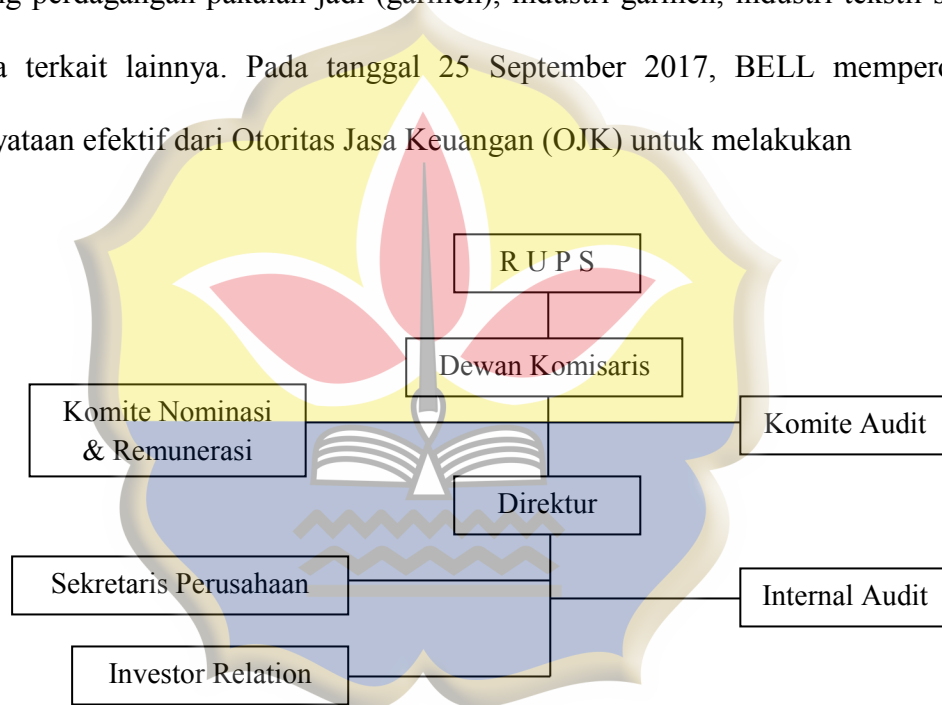 perdagangan pakaian jadi (garmen), industri garmen, industri tekstil
terkait lainnya. Pada tanggal 25 September 2017, BELL
efektif dari Otoritas Jasa Keuangan (OJK) untuk melakukan
R U P S
Dewan Komisaris
Komite Nominasi
& Remunerasi
Komite Audit
Direktur
Sekretaris Perusahaan
Internal Audit
Investor Relation